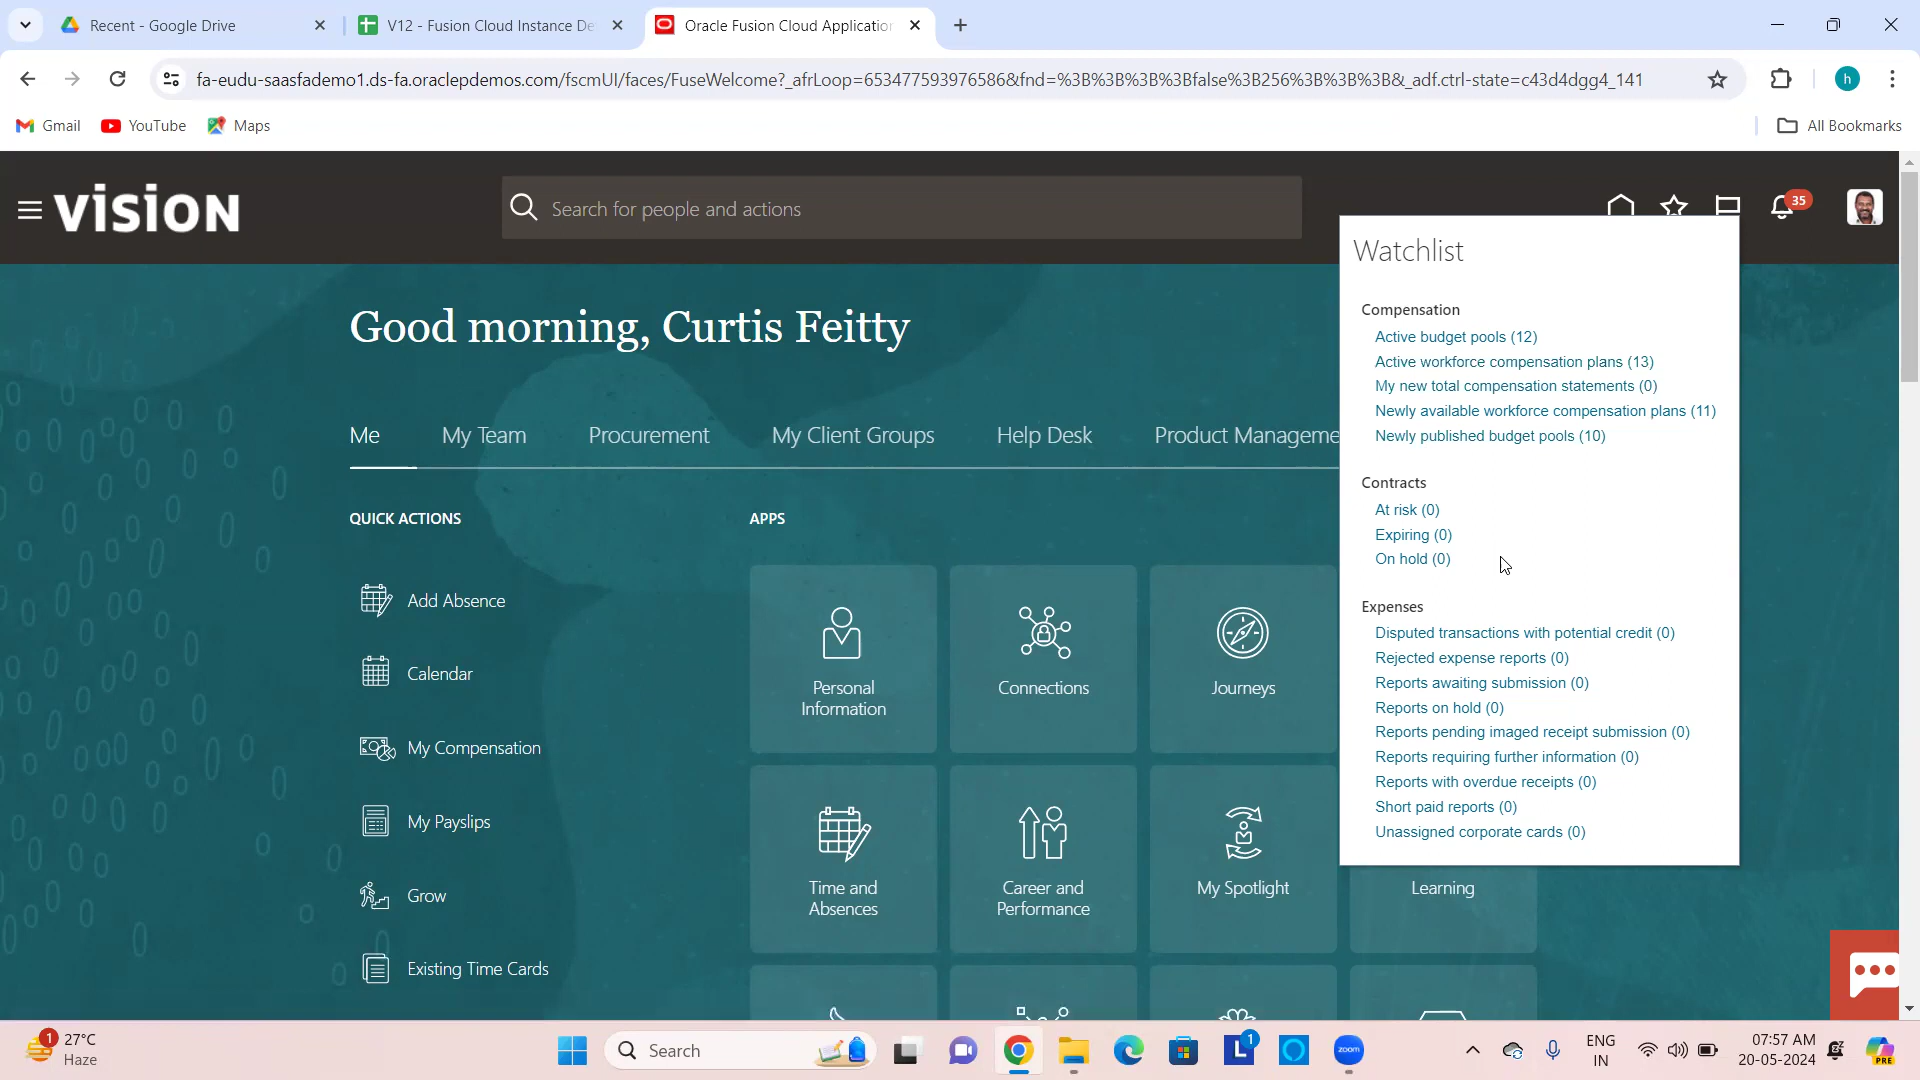 Recent - Google Drive
V12 - Fusion Cloud Instance De
Oracle Fusion Cloud Application
fa-eudu-saasfademo1.ds-fa.oraclepdemos.com/fscmUI/faces/FuseWelcome?_afrLoop=653477593976586&fnd=%3B%3B%3B%3Bfalse%3B256%3B%3B%3B&_adf.ctrl-state=c43d4dgg4_141
h
Gmail
YouTube
Maps
All Bookmarks
vision
Search for people and actions
35
Good morning, Curtis Feitty
Me
My Team
Procurement
My Client Groups
Help Desk
Product Manageme
QUICK ACTIONS
Add Absence
Calendar
My Compensation
My Payslips
Grow
Existing Time Cards
APPS
Personal
Information
Connections
Journeys
Time and
Absences
Career and
Performance
My Spotlight
Learning
Watchlist
Compensation
Active budget pools (12)
Active workforce compensation plans (13)
My new total compensation statements (0)
Newly available workforce compensation plans (11)
Newly published budget pools (10)
Contracts
At risk (0)
Expiring (0)
On hold (0)
Expenses
Disputed transactions with potential credit (0)
Rejected expense reports (0)
Reports awaiting submission (0)
Reports on hold (0)
Reports pending imaged receipt submission (0)
Reports requiring further information (0)
Reports with overdue receipts (0)
Short paid reports (0)
Unassigned corporate cards (0)
1
27°C
Haze
Search
L
1
zoom
ENG
IN
07:57 AM
20-05-2024
PRE